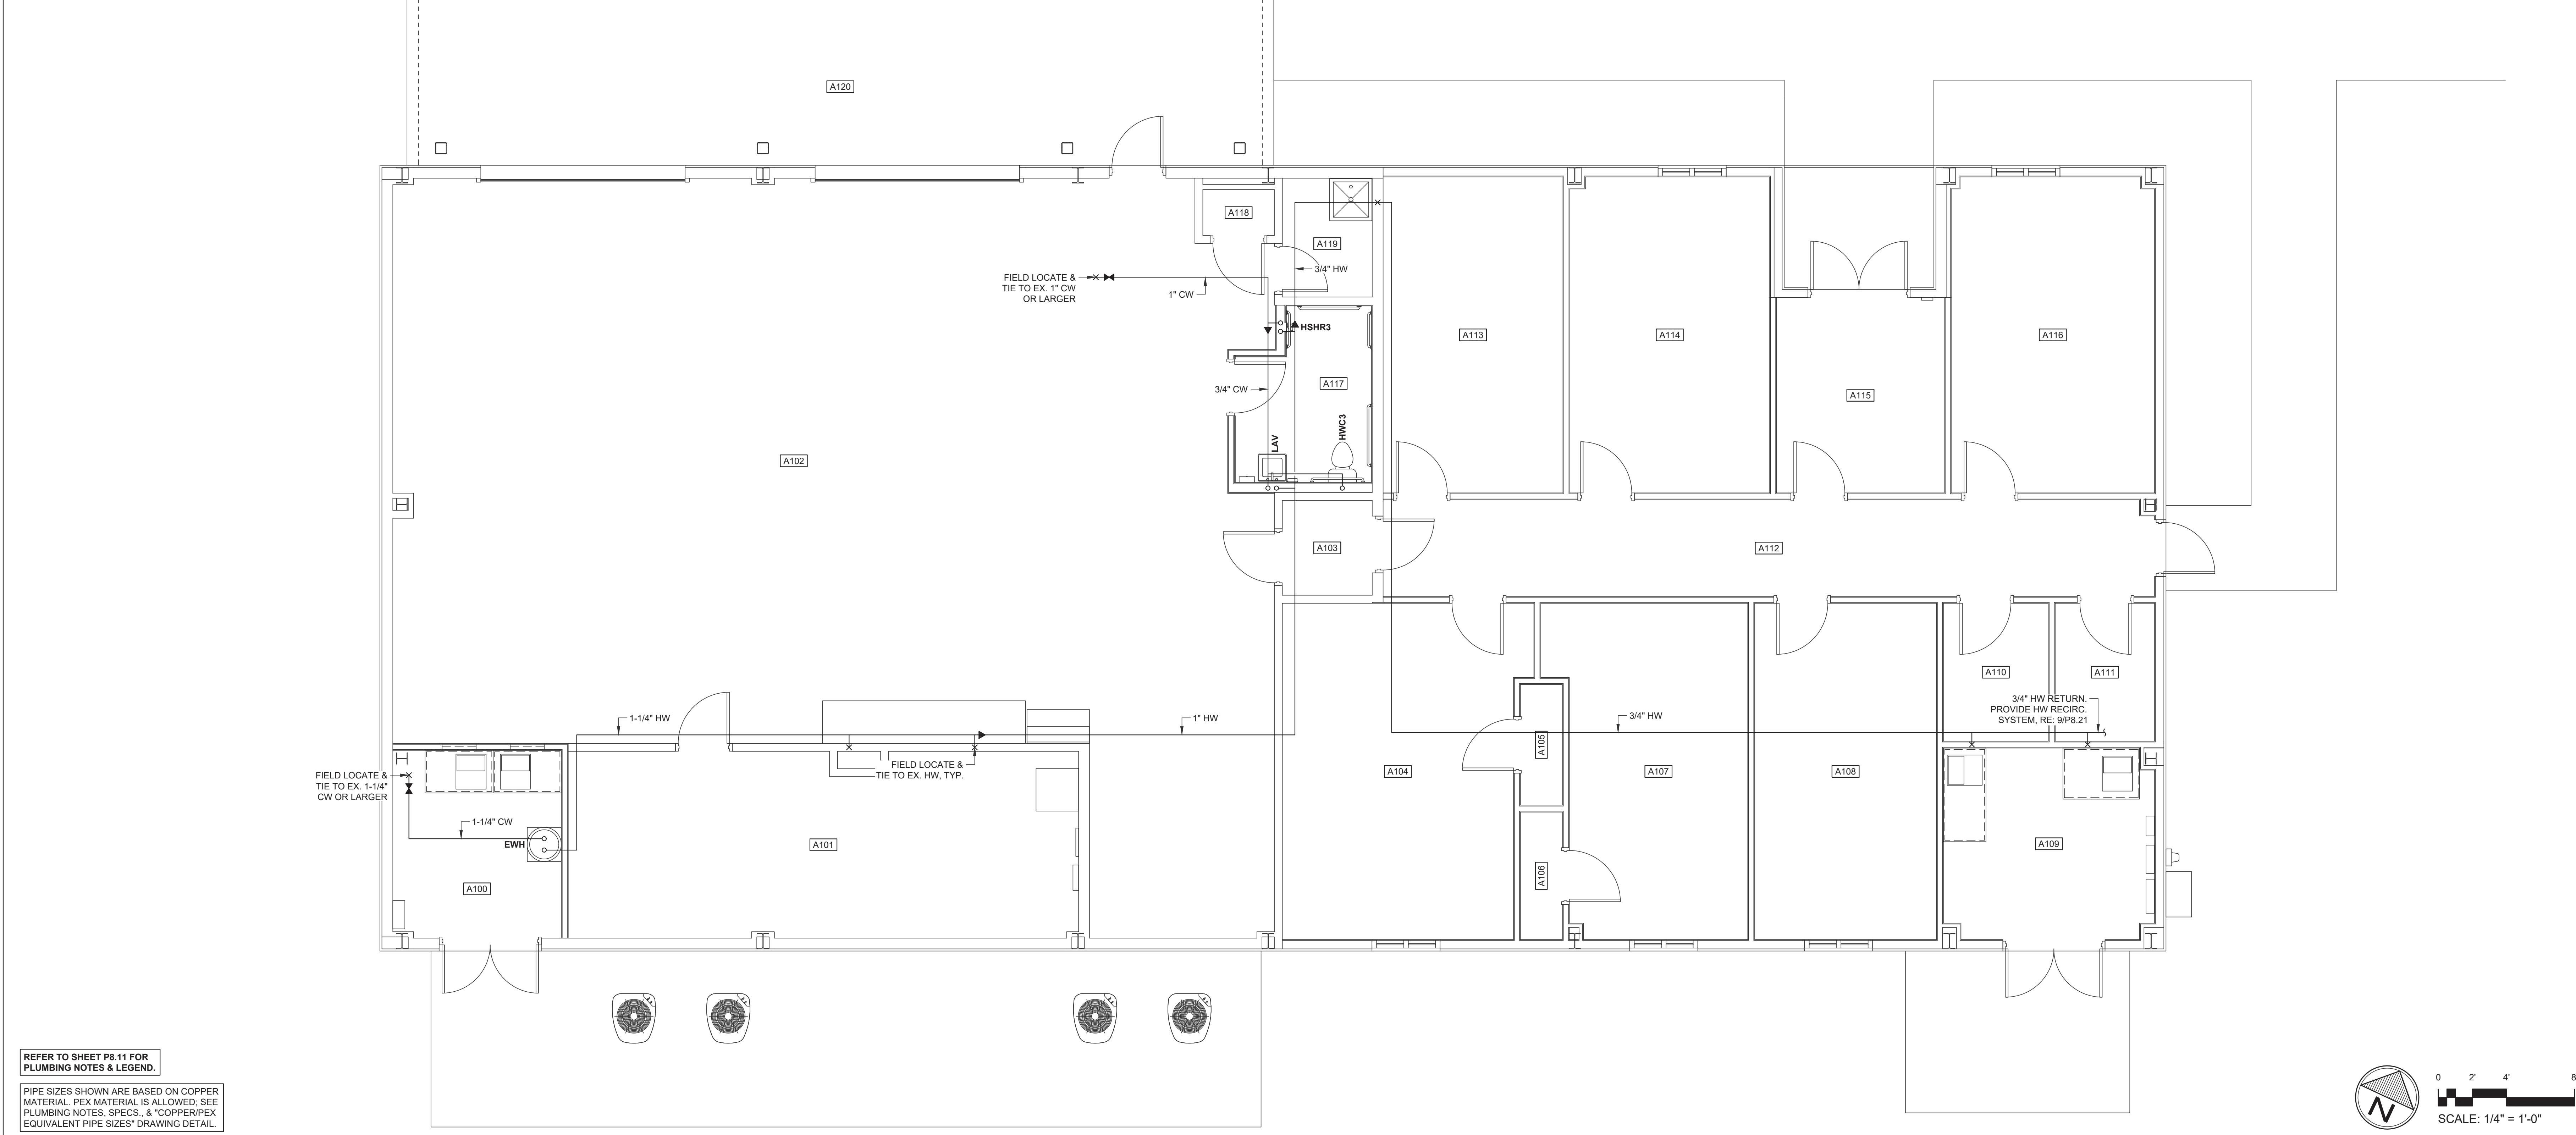 A120
A118
A119
FIELD LOCATE &
TIE TO EX. 1" CW
OR LARGER
1" CW
3/4" HW
HSHR3
A113
A114
A115
A116
A117
3/4" CW
LAV
HWC3
A102
A103
A112
1-1/4" HW
1" HW
3/4" HW
A110
A111
3/4" HW RETURN.
PROVIDE HW RECIRC.
SYSTEM, RE: 9/P8.21
FIELD LOCATE &
TIE TO EX. 1-1/4"
CW OR LARGER
FIELD LOCATE &
TIE TO EX. HW, TYP.
A104
A105
A107
A108
1-1/4" CW
EWH
A101
A109
A100
A106
REFER TO SHEET P8.11 FOR
PLUMBING NOTES & LEGEND.
PIPE SIZES SHOWN ARE BASED ON COPPER
MATERIAL. PEX MATERIAL IS ALLOWED; SEE
PLUMBING NOTES, SPECS., & "COPPER/PEX
EQUIVALENT PIPE SIZES" DRAWING DETAIL.
N
0 2' 4' 8
SCALE: 1/4" = 1'-0"